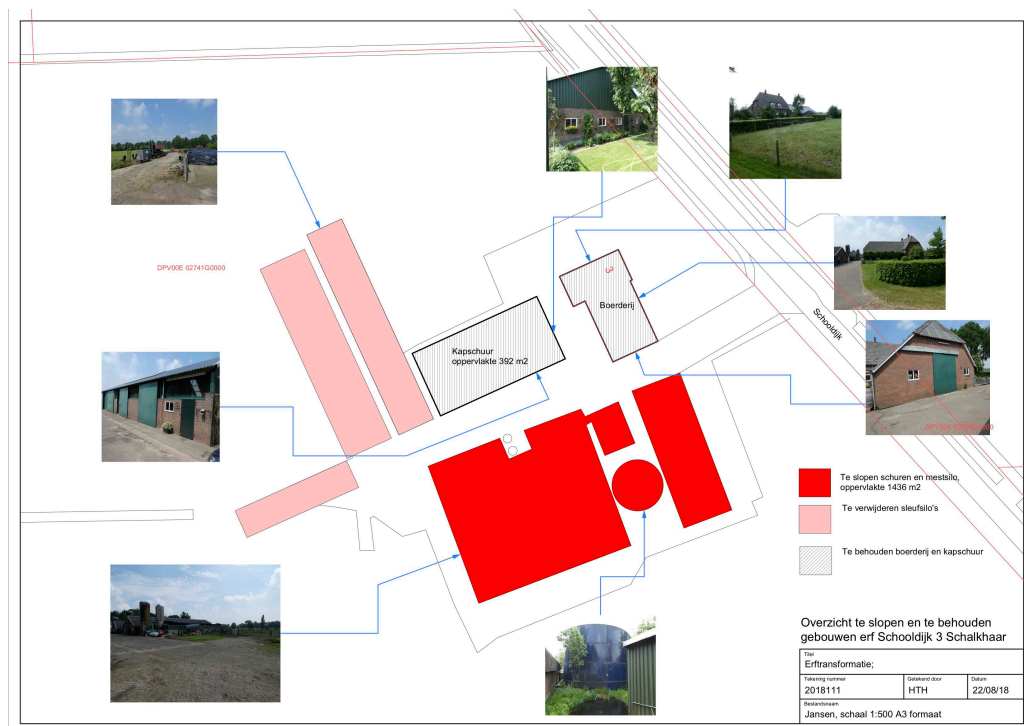 DPV00E 02741G0000
3
Boerderij
Schooldijk
Kapschuur
oppervlakte 392 m2
Te slopen schuren en mestsilo,
oppervlakte 1436 m2
Te verwijderen sleufsilo's
Te behouden boerderij en kapschuur
Overzicht te slopen en te behouden
gebouwen erf Schooldijk 3 Schalkhaar
Titel
Erftransformatie;
Tekening nummer
2018111
Getekend door
HTH
Datum
22/08/18
Bestandsnaam
Jansen, schaal 1:500 A3 formaat